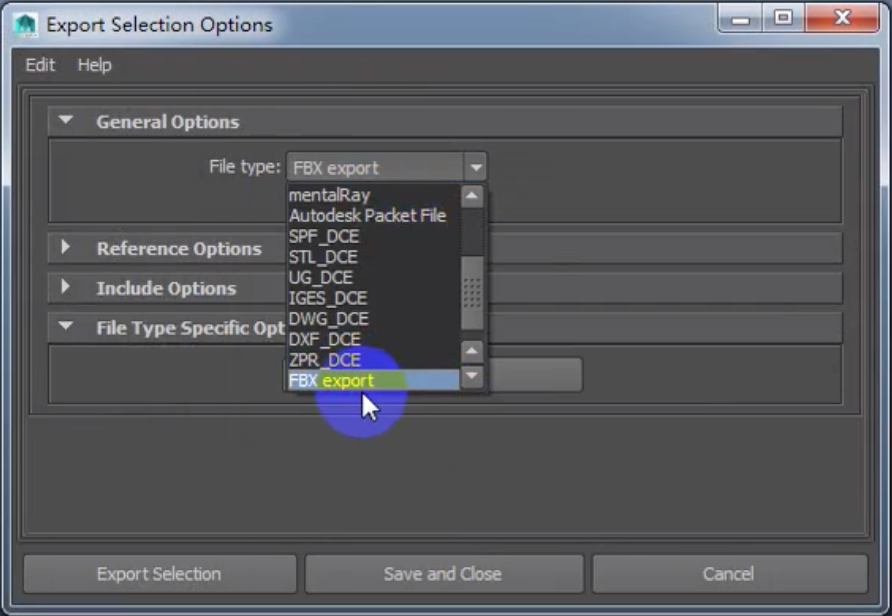 Export Selection Options
Edit Help
General Options
File type: FBX export
mentalRay
Autodesk Packet File
SPF_DCE
STL_DCE
Reference Options
UG_DCE
Include Options
IGES_DCE
DWG_DCE
File Type Specific Opt
DXF_DCE
ZPR_DCE
FBX export
Export Selection Save and Close Cancel